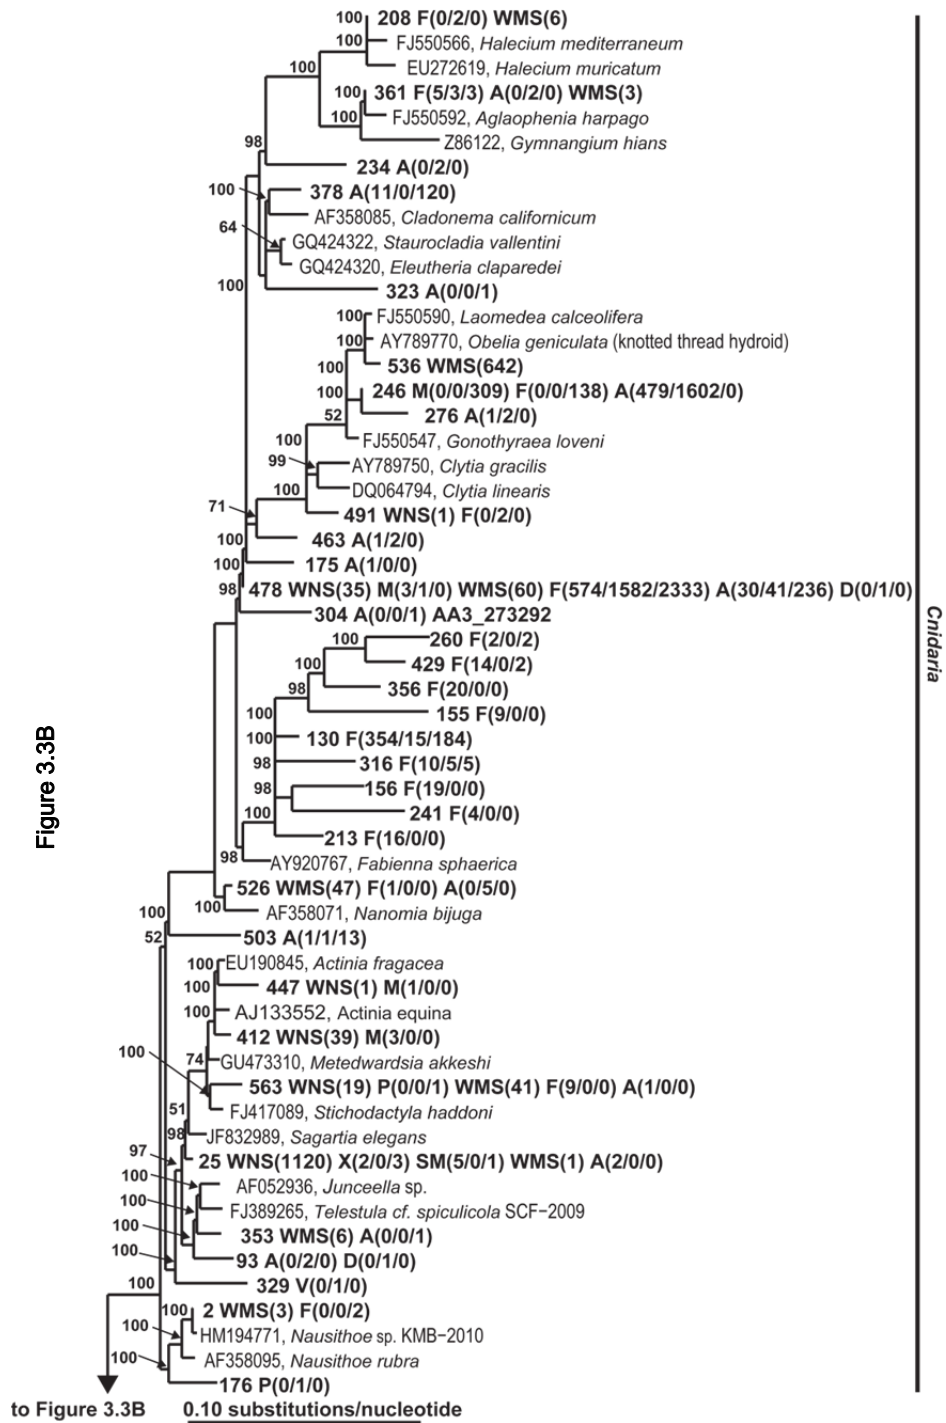 100 208 F(0/2/0) WMS(6)
100 FJ550566, Halecium mediterraneum
EU272619, Halecium muricatum
100
100 361 F(5/3/3) A(0/2/0) WMS(3)
100 FJ550592, Aglaophenia harpago
Z86122, Gymnangium hians
98
234 A(0/2/0)
100 378 A(11/0/120)
AF358085, Cladonema californicum
64
GQ424322, Staurocladia vallentini
GQ424320, Eleutheria claparedei
100
323 A(0/0/1)
100 FJ550590, Laomedea calceolifera
100 AY789770, Obelia geniculata (knotted thread hydroid)
100 536 WMS(642)
100 246 M(0/0/309) F(0/0/138) A(479/1602/0)
52 276 A(1/2/0)
100 FJ550547, Gonothyraea loveni
99 AY789750, Clytia gracilis
100 DQ064794, Clytia linearis
71 491 WNS(1) F(0/2/0)
100 463 A(1/2/0)
100 175 A(1/0/0)
98 478 WNS(35) M(3/1/0) WMS(60) F(574/1582/2333) A(30/41/236) D(0/1/0)
304 A(0/0/1) AA3_273292
100 260 F(2/0/2)
100 429 F(14/0/2)
98 356 F(20/0/0)
100 155 F(9/0/0)
100 130 F(354/15/184)
98 316 F(10/5/5)
98 156 F(19/0/0)
100 241 F(4/0/0)
213 F(16/0/0)
98 AY920767, Fabienna sphaerica
526 WMS(47) F(1/0/0) A(0/5/0)
100 AF358071, Nanomia bijuga
100
52 503 A(1/1/13)
100 EU190845, Actinia fragacea
100 447 WNS(1) M(1/0/0)
100 AJ133552, Actinia equina
412 WNS(39) M(3/0/0)
100
74 GU473310, Metedwardsia akkeshi
563 WNS(19) P(0/0/1) WMS(41) F(9/0/0) A(1/0/0)
51 FJ417089, Stichodactyla haddoni
98 JF832989, Sagartia elegans
97 25 WNS(1120) X(2/0/3) SM(5/0/1) WMS(1) A(2/0/0)
100 AF052936, Junceella sp.
100 FJ389265, Telestula cf. spiculicola SCF−2009
100 353 WMS(6) A(0/0/1)
100 93 A(0/2/0) D(0/1/0)
100 329 V(0/1/0)
100 2 WMS(3) F(0/0/2)
100 HM194771, Nausithoe sp. KMB−2010
100 AF358095, Nausithoe rubra
176 P(0/1/0)
to Figure 3.3B 0.10 substitutions/nucleotide
Cnidaria
Figure 3.3B